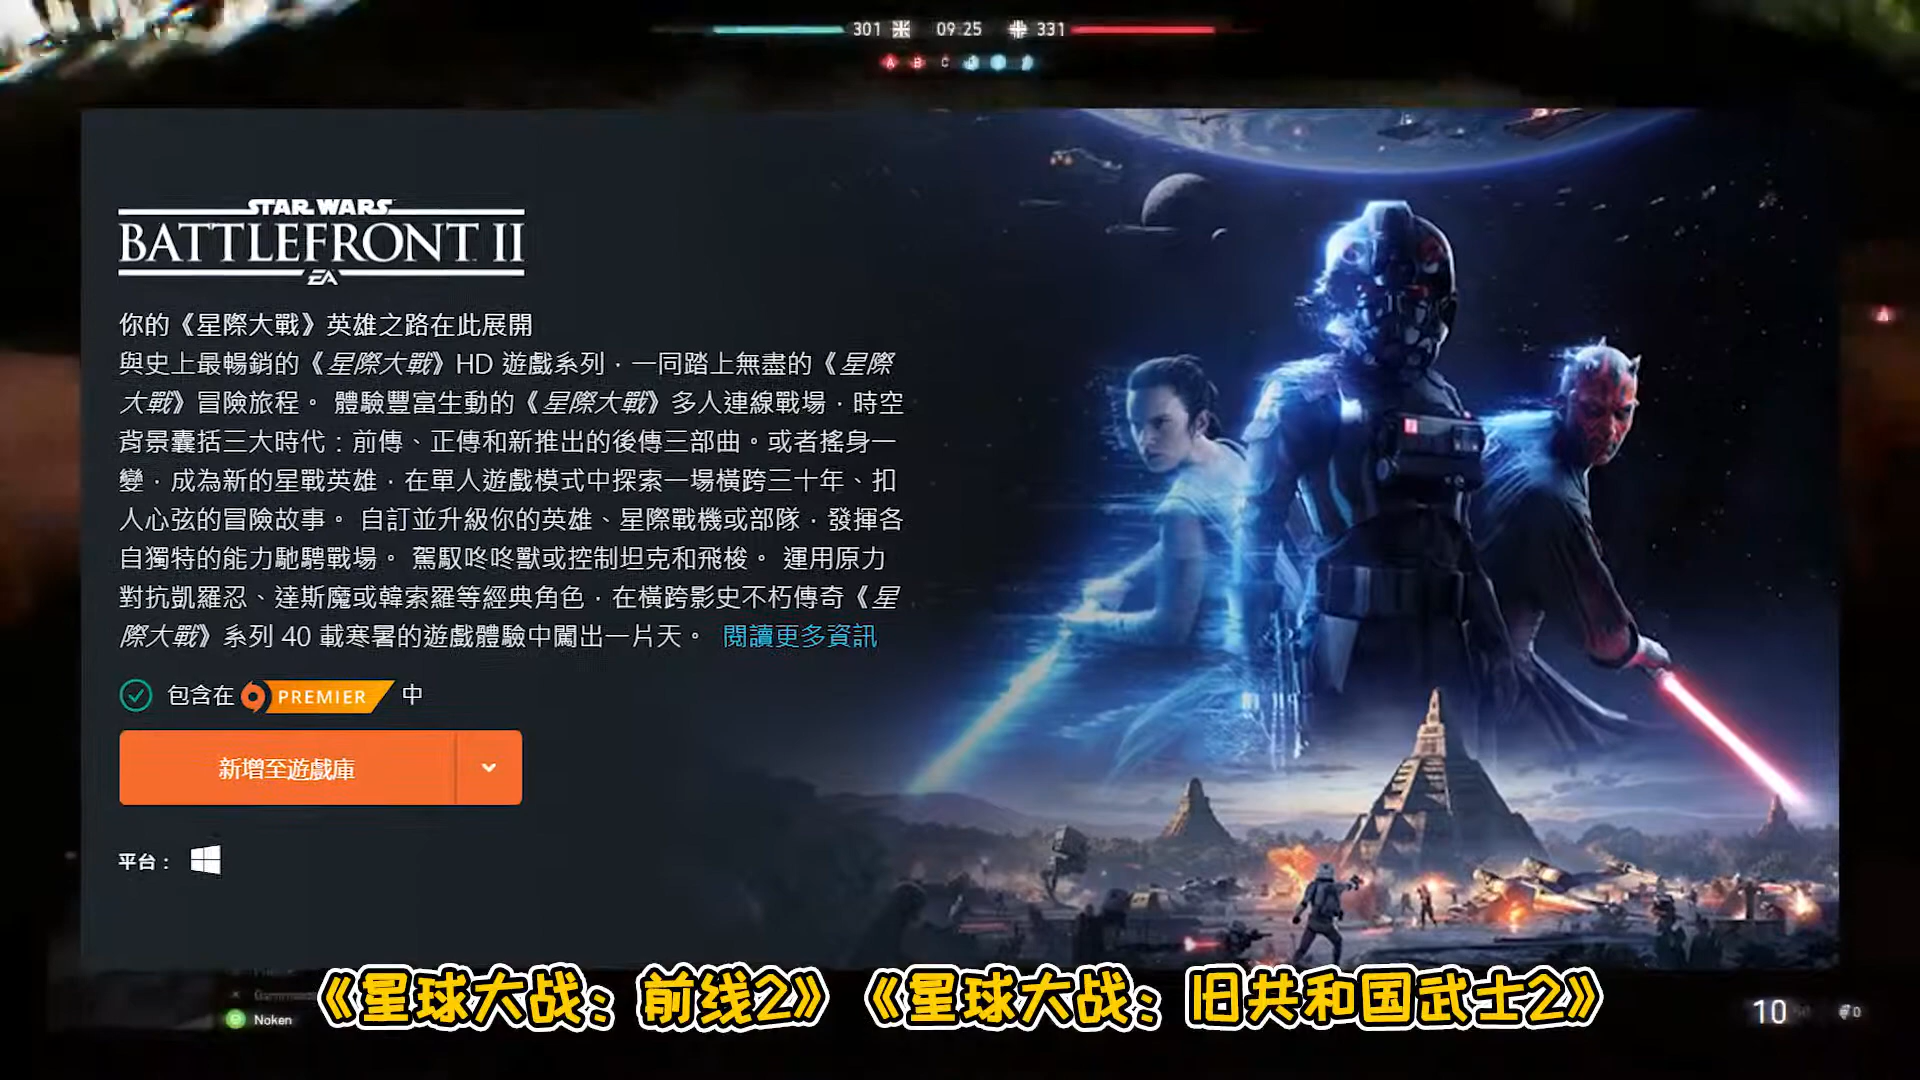 301 09:25 331
A B C
A
STAR WARS
BATTLEFRONT II
EA
你的《星際大戰》英雄之路在此展開
與史上最暢銷的《星際大戰》HD 遊戲系列，一同踏上無盡的《星際
大戰》冒險旅程。 體驗豐富生動的《星際大戰》多人連線戰場，時空
背景囊括三大時代：前傳、正傳和新推出的後傳三部曲。或者搖身一
變，成為新的星戰英雄，在單人遊戲模式中探索一場橫跨三十年、扣
人心弦的冒險故事。 自訂並升級你的英雄、星際戰機或部隊，發揮各
自獨特的能力馳騁戰場。 駕馭咚咚獸或控制坦克和飛梭。 運用原力
對抗凱羅忍、達斯魔或韓索羅等經典角色，在橫跨影史不朽傳奇《星
際大戰》系列 40 載寒暑的遊戲體驗中闖出一片天。 閱讀更多資訊
包含在 PREMIER 中
新增至遊戲庫
平台：
《星球大战：前线2》《星球大战：旧共和国武士2》
Noken
10
0